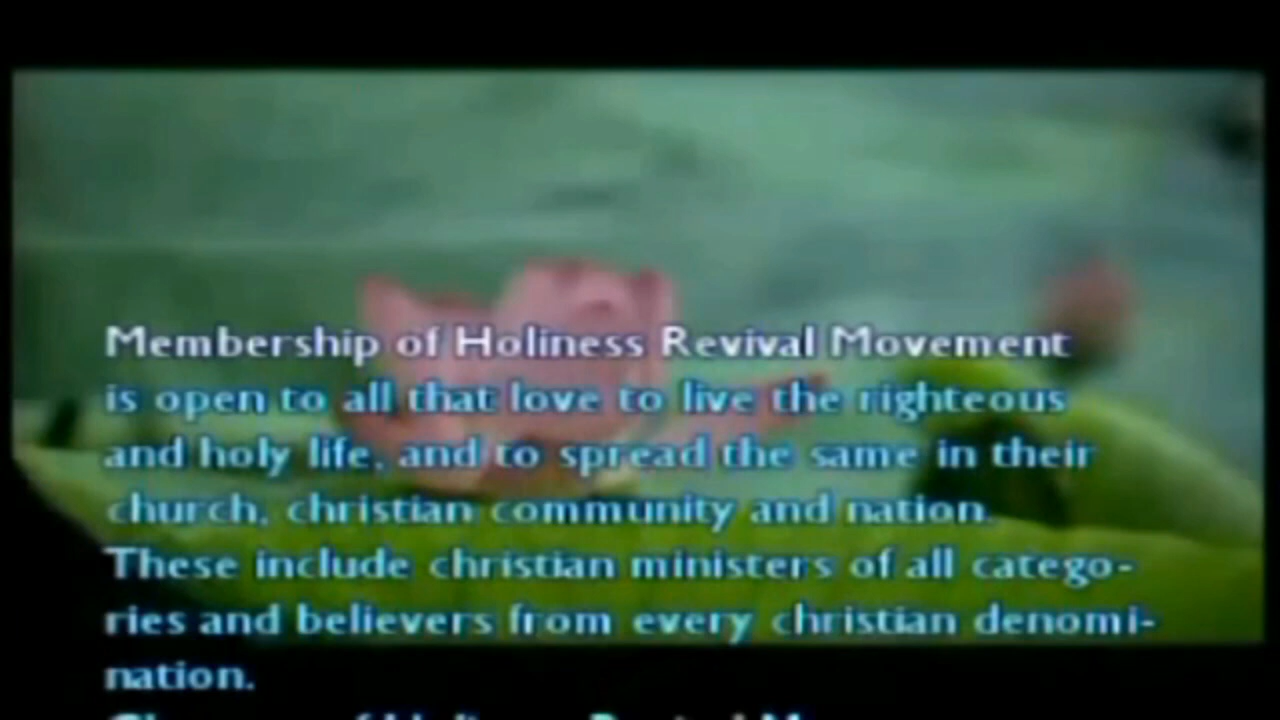 Membership of Holiness Revival Movement
is open to all that love to live the righteous
and holy life, and to spread the same in their
church, christian community and nation.
These include christian ministers of all catego-
ries and believers from every christian denomi-
nation.